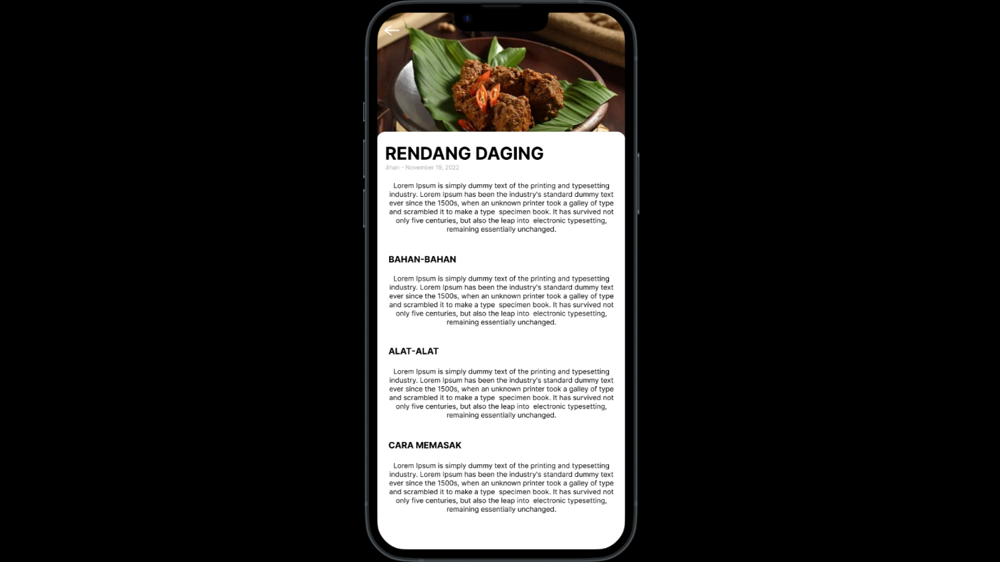 RENDANG DAGING
Jihan - November 19, 2022
Lorem Ipsum is simply dummy text of the printing and typesetting
industry. Lorem Ipsum has been the industry's standard dummy text
ever since the 1500s, when an unknown printer took a galley of type
and scrambled it to make a type  specimen book. It has survived not
only five centuries, but also the leap into  electronic typesetting,
remaining essentially unchanged.
BAHAN-BAHAN
Lorem Ipsum is simply dummy text of the printing and typesetting
industry. Lorem Ipsum has been the industry's standard dummy text
ever since the 1500s, when an unknown printer took a galley of type
and scrambled it to make a type  specimen book. It has survived not
only five centuries, but also the leap into  electronic typesetting,
remaining essentially unchanged.
ALAT-ALAT
Lorem Ipsum is simply dummy text of the printing and typesetting
industry. Lorem Ipsum has been the industry's standard dummy text
ever since the 1500s, when an unknown printer took a galley of type
and scrambled it to make a type  specimen book. It has survived not
only five centuries, but also the leap into  electronic typesetting,
remaining essentially unchanged.
CARA MEMASAK
Lorem Ipsum is simply dummy text of the printing and typesetting
industry. Lorem Ipsum has been the industry's standard dummy text
ever since the 1500s, when an unknown printer took a galley of type
and scrambled it to make a type  specimen book. It has survived not
only five centuries, but also the leap into  electronic typesetting,
remaining essentially unchanged.